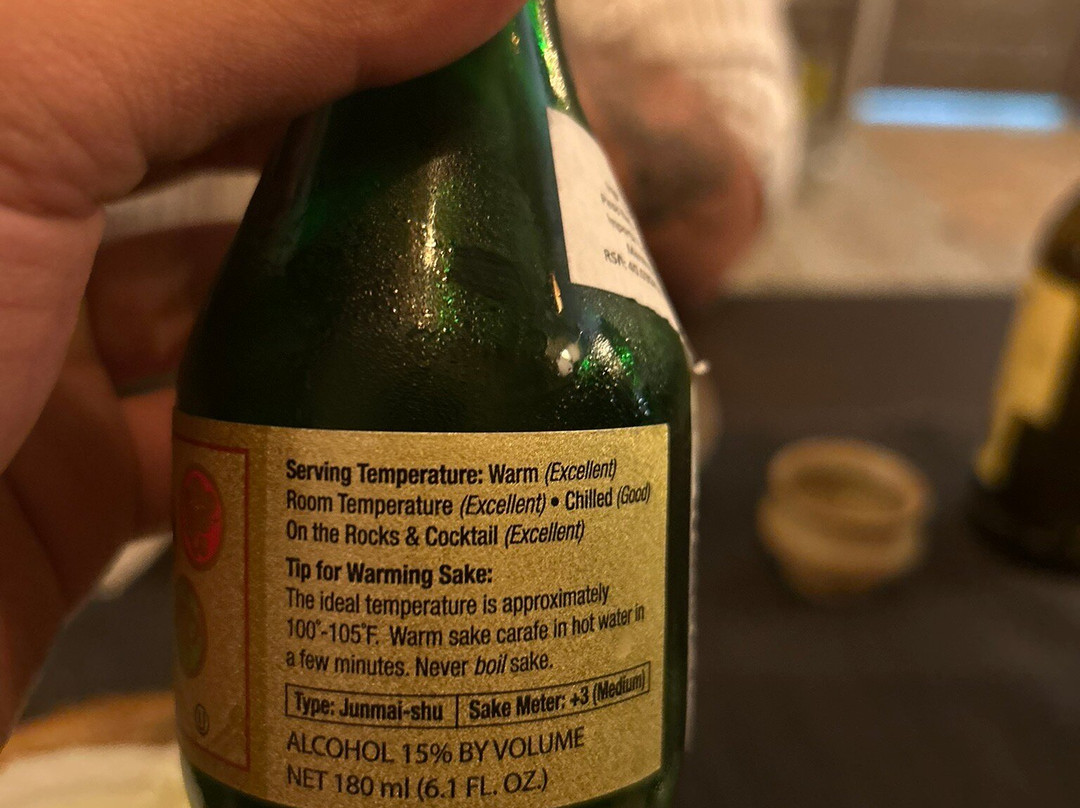 RSPA
Serving Temperature: Warm (Excellent)
Room Temperature (Excellent) • Chilled (Good)
On the Rocks & Cocktail (Excellent)
Tip for Warming Sake:
The ideal temperature is approximately
100°-105°F. Warm sake carafe in hot water in
a few minutes. Never boil sake.
Type: Junmai-shu Sake Meter: +3 (Medium)
ALCOHOL 15% BY VOLUME
NET 180 ml (6.1 FL. OZ.)